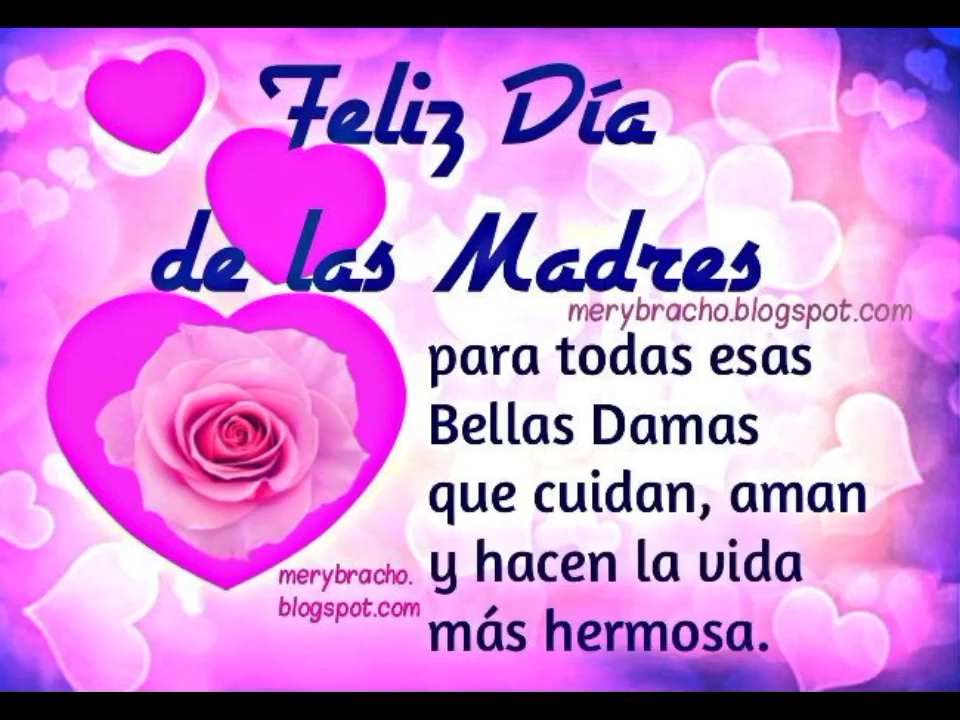 Feliz Día
de las Madres
merybracho.blogspot.com
para todas esas
Bellas Damas
que cuidan, aman
y hacen la vida
más hermosa.
merybracho.
blogspot.com